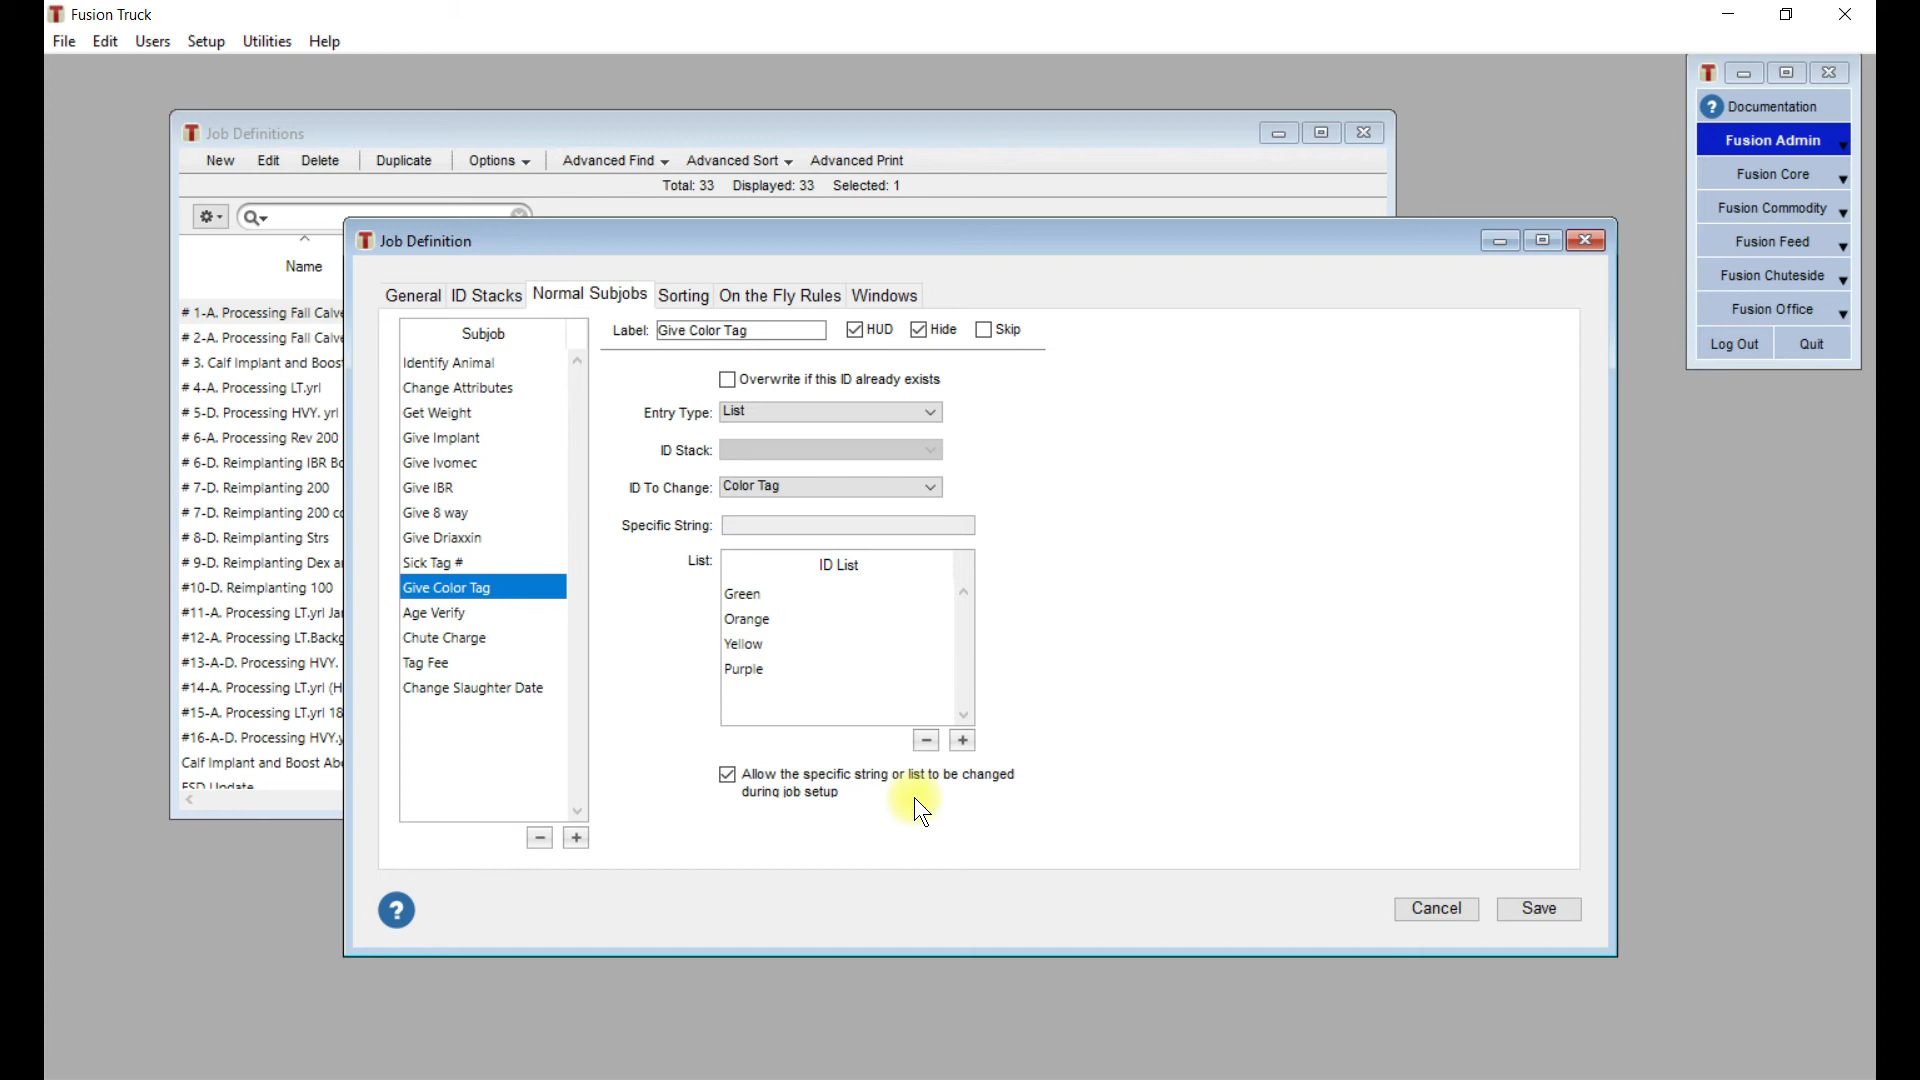 Fusion Truck
File Edit Users Setup Utilities Help
Documentation
Fusion Admin
Fusion Core
Fusion Commodity
Fusion Feed
Fusion Chuteside
Fusion Office
Log Out Quit
Job Definitions
New Edit Delete Duplicate Options Advanced Find Advanced Sort Advanced Print
Total: 33 Displayed: 33 Selected: 1
Name
# 1-A. Processing Fall Calve
# 2-A. Processing Fall Calve
# 3. Calf Implant and Boost
# 4-A. Processing LT.yrl
# 5-D. Processing HVY. yrl
# 6-A. Processing Rev 200
# 6-D. Reimplanting IBR Bo
# 7-D. Reimplanting 200
# 7-D. Reimplanting 200 co
# 8-D. Reimplanting Strs
# 9-D. Reimplanting Dex a
#10-D. Reimplanting 100
#11-A. Processing LT.yrl Ja
#12-A. Processing LT.Backg
#13-A-D. Processing HVY.
#14-A. Processing LT.yrl (H
#15-A. Processing LT.yrl 18
#16-A-D. Processing HVY.y
Calf Implant and Boost Abe
FSD Update
Job Definition
General ID Stacks Normal Subjobs Sorting On the Fly Rules Windows
Subjob
Identify Animal
Change Attributes
Get Weight
Give Implant
Give Ivomec
Give IBR
Give 8 way
Give Driaxxin
Sick Tag #
Give Color Tag
Age Verify
Chute Charge
Tag Fee
Change Slaughter Date
Label: Give Color Tag HUD Hide Skip
Overwrite if this ID already exists
Entry Type: List
ID Stack:
ID To Change: Color Tag
Specific String:
List: ID List
Green
Orange
Yellow
Purple
Allow the specific string or list to be changed
during job setup
Cancel Save